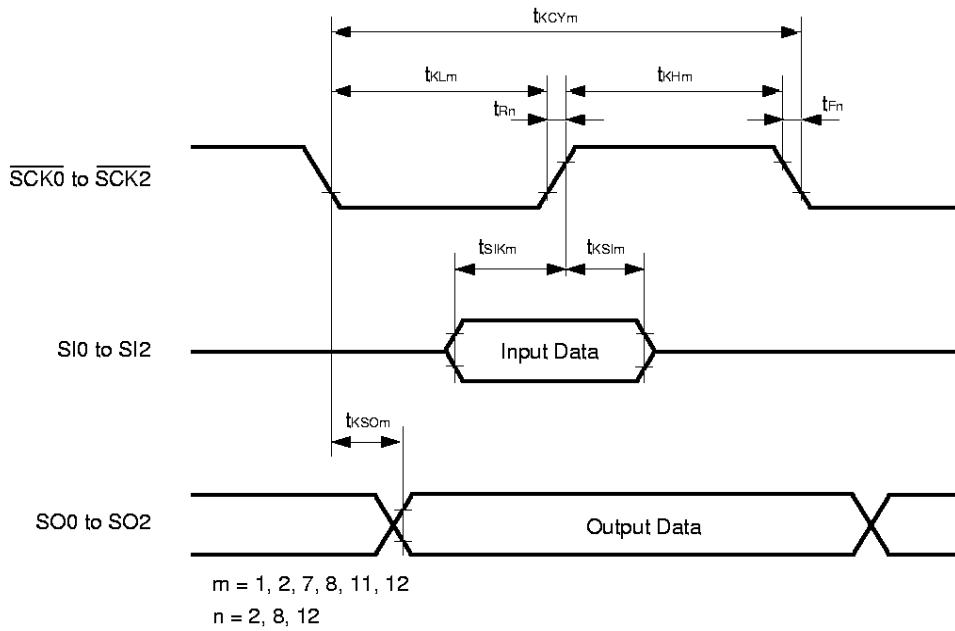 tKCYm
tKLm
tKHm
tRn
tFn
SCK0 to SCK2
tSIKm
tKSIm
SI0 to SI2
Input Data
tKSOm
SO0 to SO2
Output Data
m = 1, 2, 7, 8, 11, 12
n = 2, 8, 12